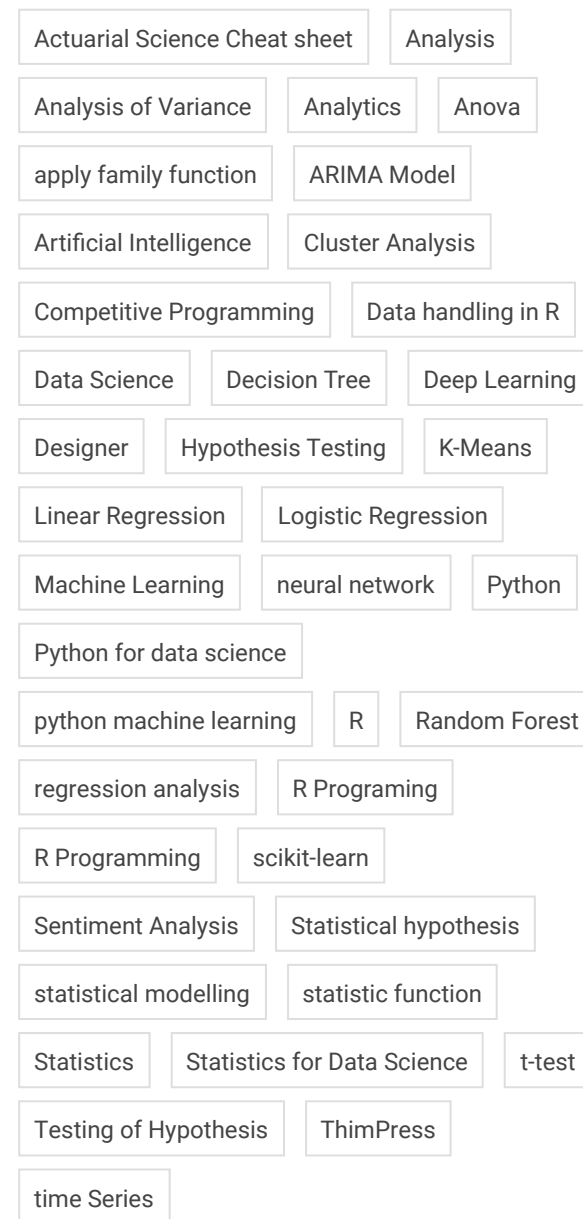 Actuarial Science Cheat sheet Analysis
Analysis of Variance Analytics Anova
apply family function ARIMA Model
Artificial Intelligence Cluster Analysis
Competitive Programming Data handling in R
Data Science Decision Tree Deep Learning
Designer Hypothesis Testing K-Means
Linear Regression Logistic Regression
Machine Learning neural network Python
Python for data science
python machine learning R Random Forest
regression analysis R Programing
R Programming scikit-learn
Sentiment Analysis Statistical hypothesis
statistical modelling statistic function
Statistics Statistics for Data Science t-test
Testing of Hypothesis ThimPress
time Series